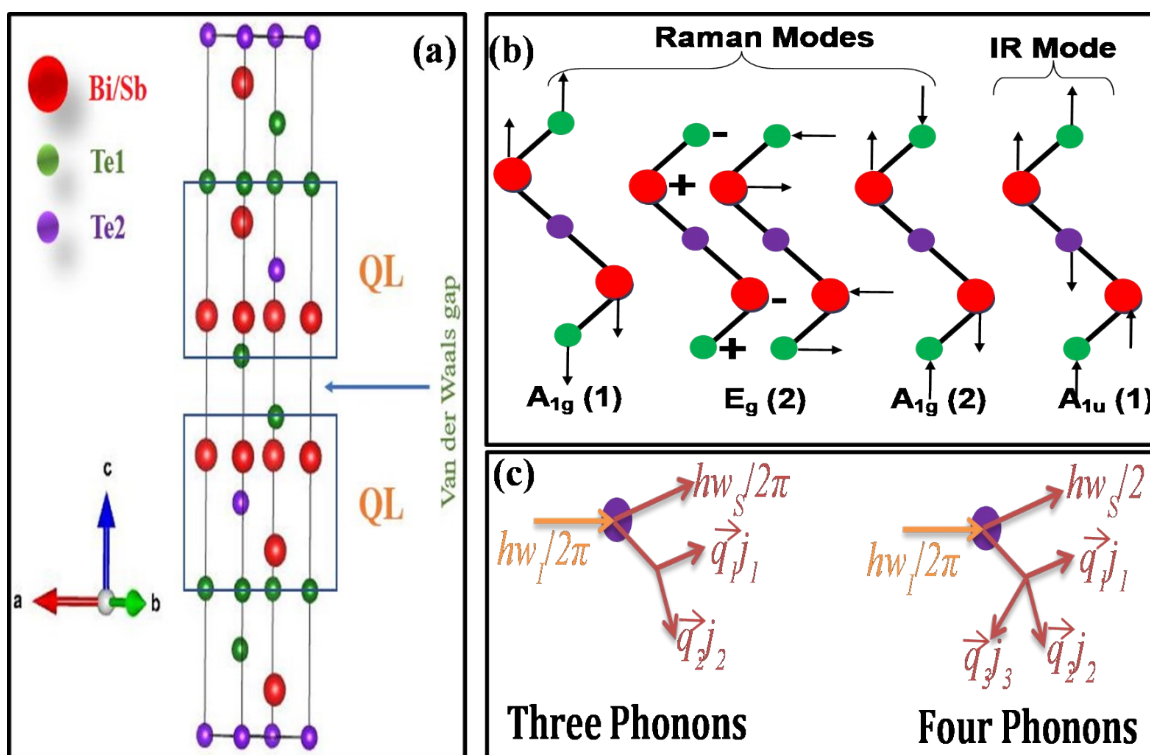 (a)
Bi/Sb
Te1
Te2
QL
QL
Van der Waals gap
c
a
b
(b)
Raman Modes
IR Mode
-
+
-
+
A1g (1)
Eg (2)
A1g (2)
A1u (1)
(c)
hwS/2π
hwI/2π
q1j1
q2j2
Three Phonons
hwS/2
hwI/2π
q1j1
q3j3
q2j2
Four Phonons